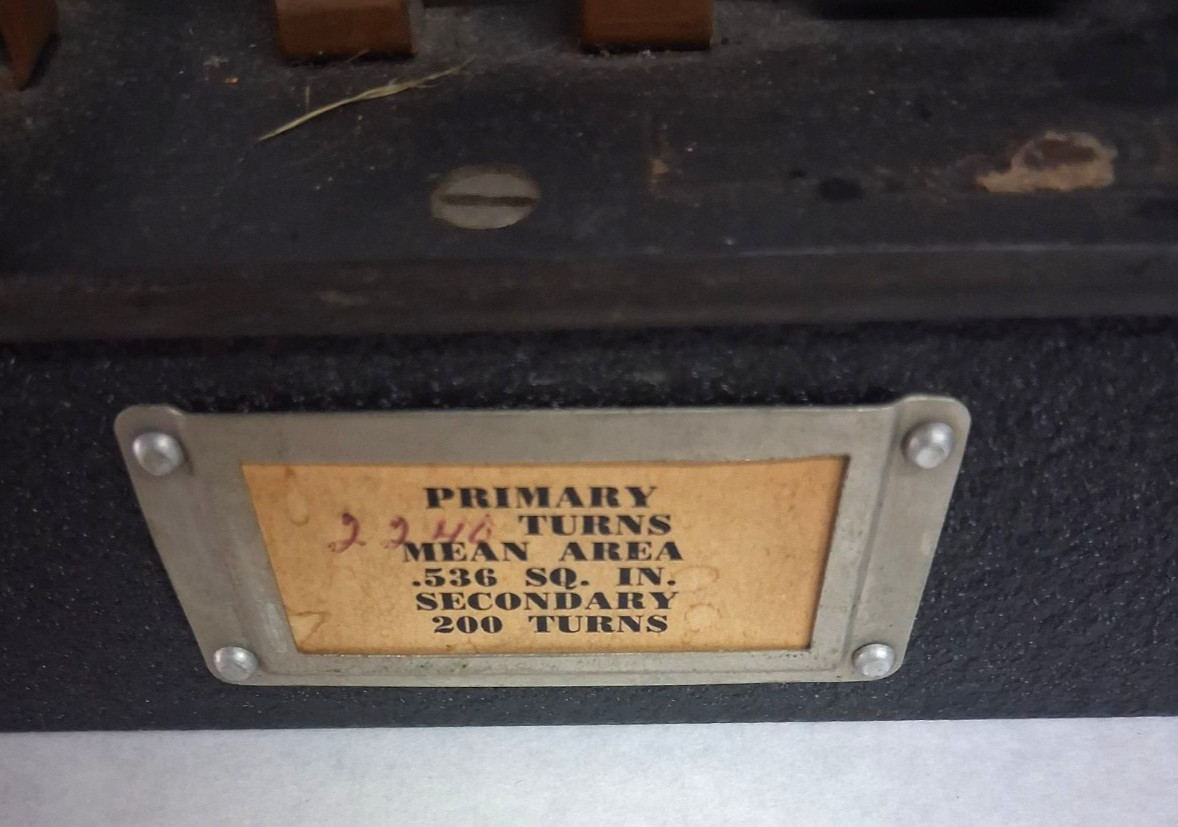 PRIMARY
2240 TURNS
MEAN AREA
.536 SQ. IN.
SECONDARY
200 TURNS